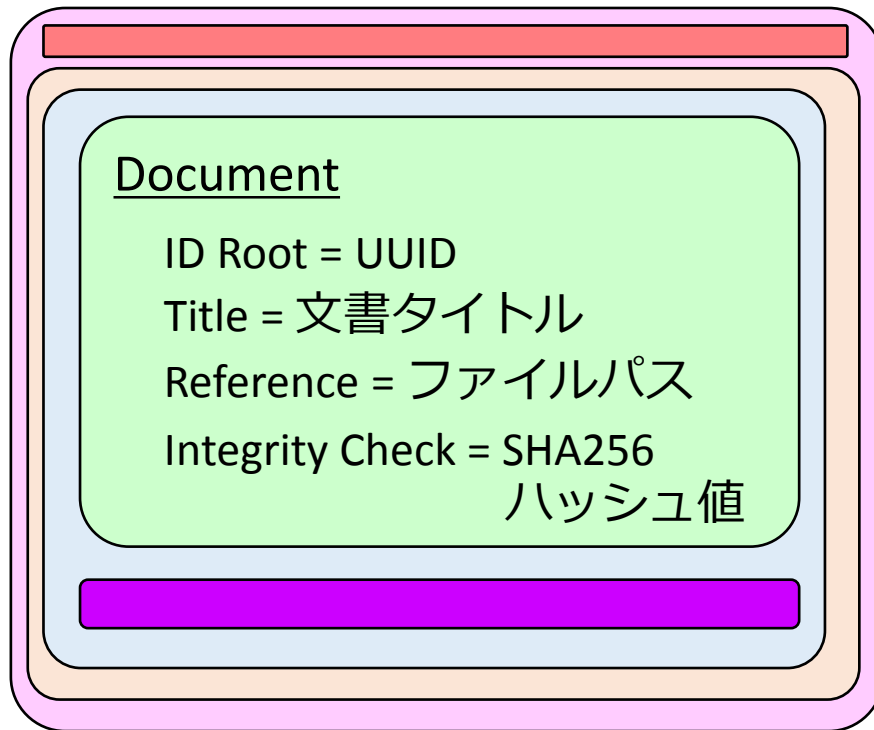 Document
ID Root = UUID
Title = 文書タイトル
Reference = ファイルパス
Integrity Check = SHA256
ハッシュ値